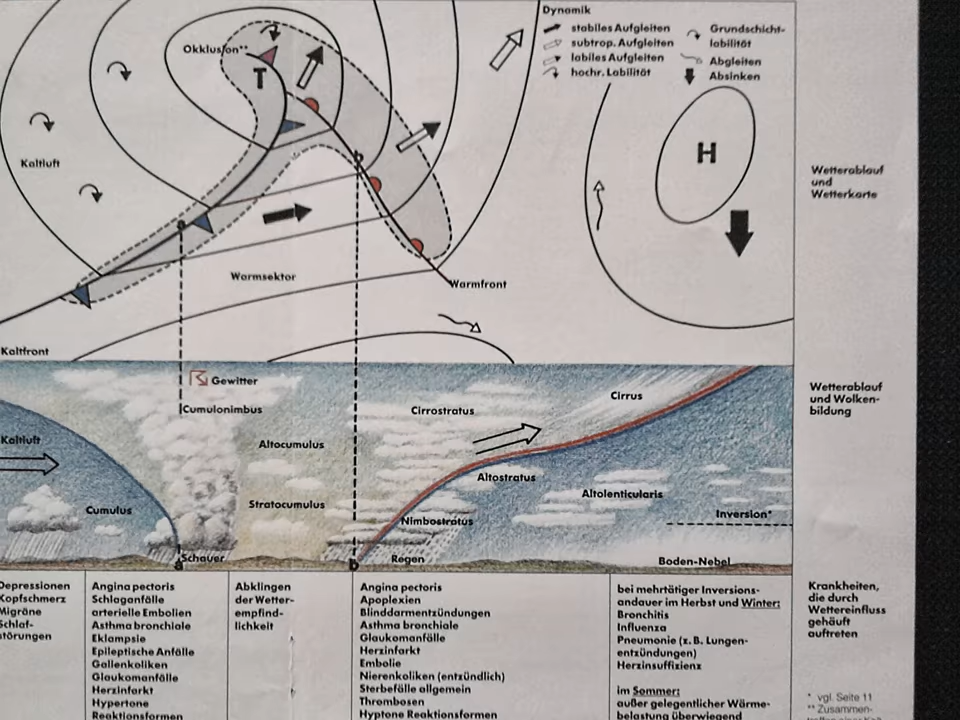 Dynamik
stabiles Aufgleiten
subtrop. Aufgleiten
labiles Aufgleiten
hochr. Labilität
Grundschicht-
labilität
Abgleiten
Absinken
Okklusion**
T
H
Kaltluft
b
a
Warmsektor
Warmfront
Kaltfront
Wetterablauf
und
Wetterkarte
Gewitter
Cumulonimbus
Kaltluft
Altocumulus
Cirrostratus
Cirrus
Cumulus
Stratocumulus
Altostratus
Altolenticularis
Nimbostratus
Inversion*
Schauer
Regen
Boden-Nebel
a
b
Wetterablauf
und Wolken-
bildung
Depressionen
Kopfschmerz
Migräne
Schlaf-
störungen
Angina pectoris
Schlaganfälle
arterielle Embolien
Asthma bronchiale
Eklampsie
Epileptische Anfälle
Gallenkoliken
Glaukomanfälle
Herzinfarkt
Hypertone
Reaktionsformen
Abklingen
der Wetter-
empfind-
lichkeit
Angina pectoris
Apoplexien
Blinddarmentzündungen
Asthma bronchiale
Glaukomanfälle
Herzinfarkt
Embolie
Nierenkoliken (entzündlich)
Sterbefälle allgemein
Thrombosen
Hyptone Reaktionsformen
bei mehrtätiger Inversions-
andauer im Herbst und Winter:
Bronchitis
Influenza
Pneumonie (z. B. Lungen-
entzündungen)
Herzinsuffizienz
im Sommer:
außer gelegentlicher Wärme-
belastung überwiegend
Krankheiten,
die durch
Wettereinfluss
gehäuft
auftreten
* vgl. Seite 11
** Zusammen-